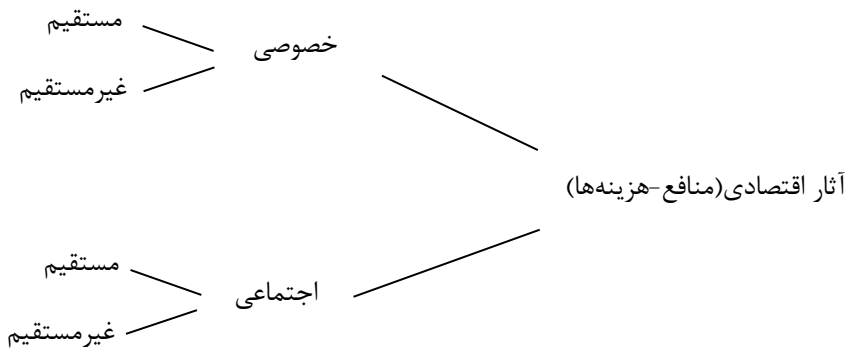 مستقیم
خصوصی
غیرمستقیم
آثار اقتصادی(منافع-هزینه‌ها)
مستقیم
اجتماعی
غیرمستقیم